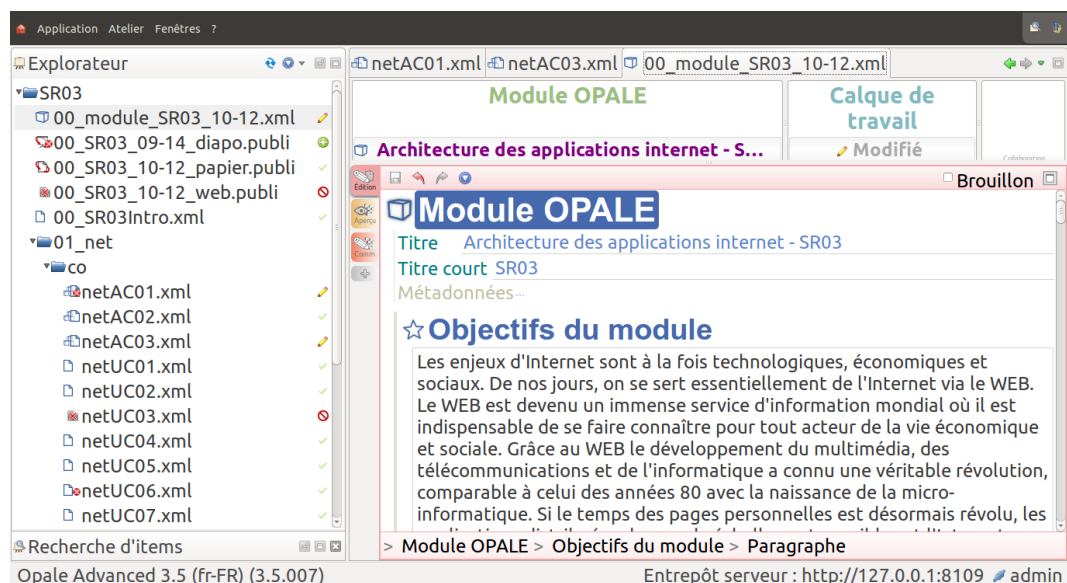 Application Atelier Fenêtres ?
Explorateur
SR03
00_module_SR03_10-12.xml
00_SR03_09-14_diapo.publi
00_SR03_10-12_papier.publi
00_SR03_10-12_web.publi
00_SR03Intro.xml
01_net
co
netAC01.xml
netAC02.xml
netAC03.xml
netUC01.xml
netUC02.xml
netUC03.xml
netUC04.xml
netUC05.xml
netUC06.xml
netUC07.xml
Recherche d'items
netAC01.xml netAC03.xml 00_module_SR03_10-12.xml
Module OPALE
Architecture des applications internet - S...
Calque de
travail
Modifié
Collaboration
Edition
Aperçu
Comm.
Brouillon
Module OPALE
Titre Architecture des applications internet - SR03
Titre court SR03
Métadonnées...
Objectifs du module
Les enjeux d'Internet sont à la fois technologiques, économiques et
sociaux. De nos jours, on se sert essentiellement de l'Internet via le WEB.
Le WEB est devenu un immense service d'information mondial où il est
indispensable de se faire connaître pour tout acteur de la vie économique
et sociale. Grâce au WEB le développement du multimédia, des
télécommunications et de l'informatique a connu une véritable révolution,
comparable à celui des années 80 avec la naissance de la micro-
informatique. Si le temps des pages personnelles est désormais révolu, les
> Module OPALE > Objectifs du module > Paragraphe
Opale Advanced 3.5 (fr-FR) (3.5.007)
Entrepôt serveur : http://127.0.0.1:8109 admin